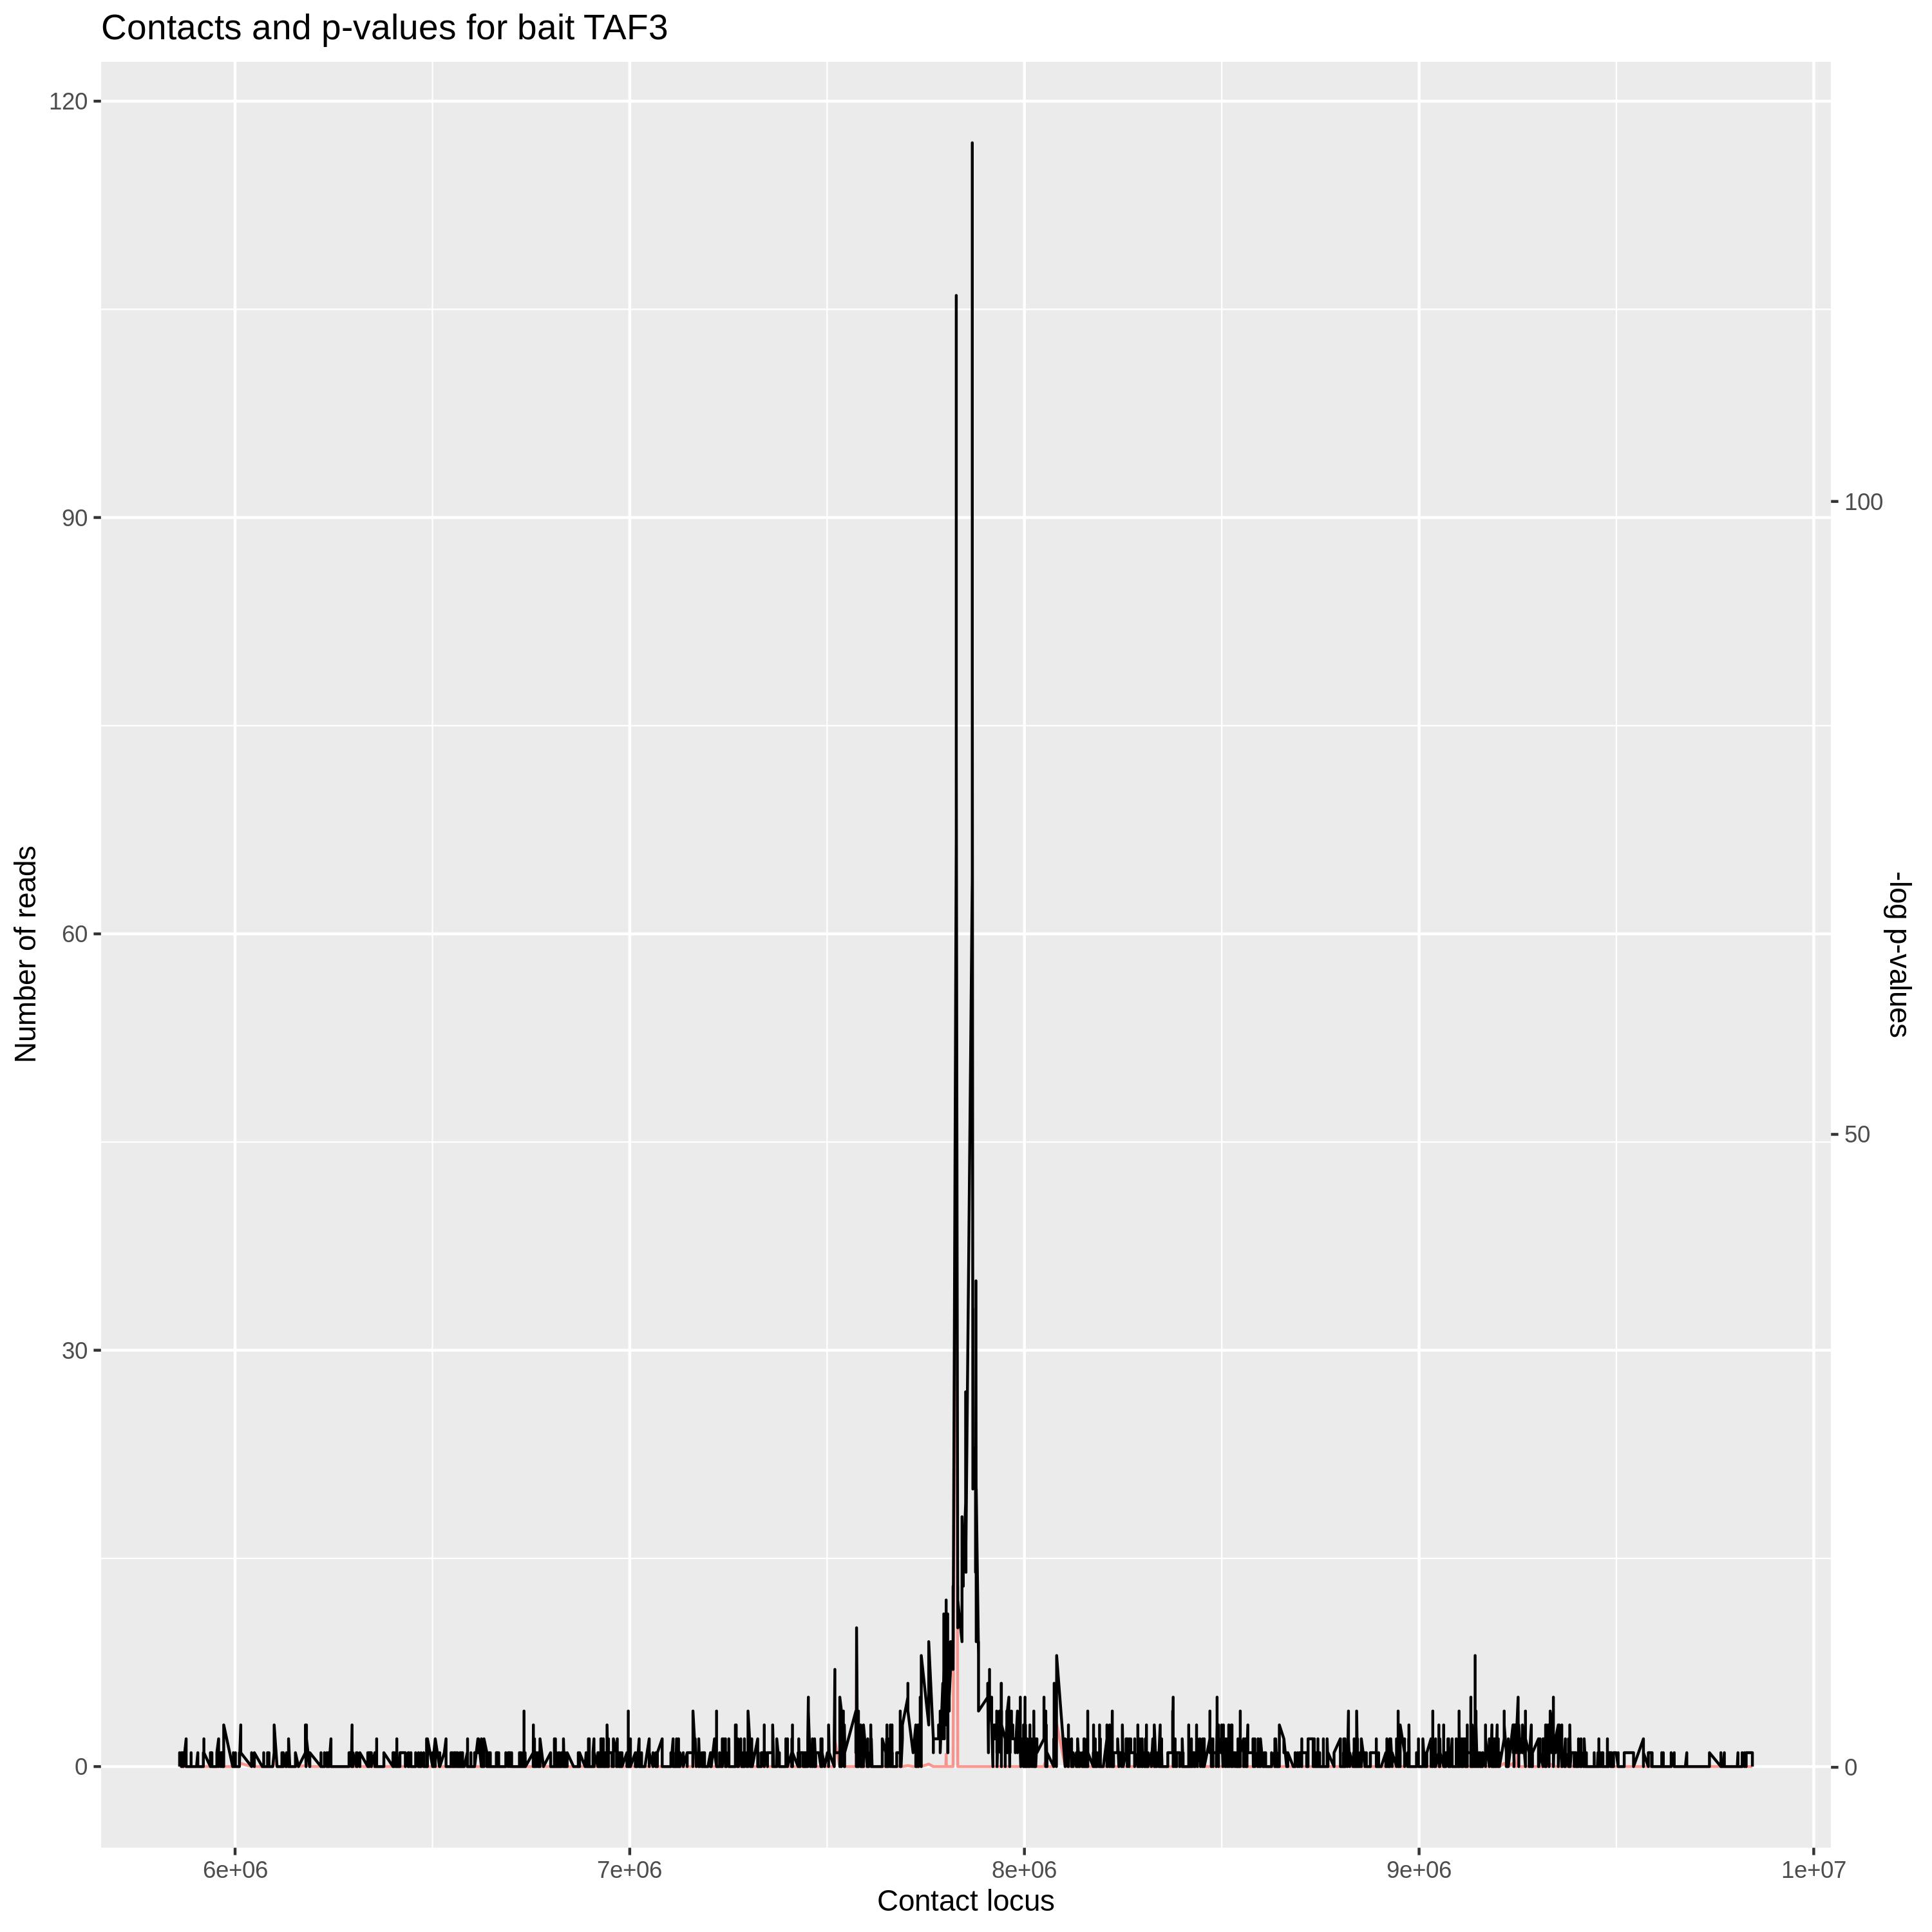 Contacts and p-values for bait TAF3
120
90
60
30
0
Number of reads
100
50
0
-log p-values
6e+06
7e+06
8e+06
9e+06
1e+07
Contact locus